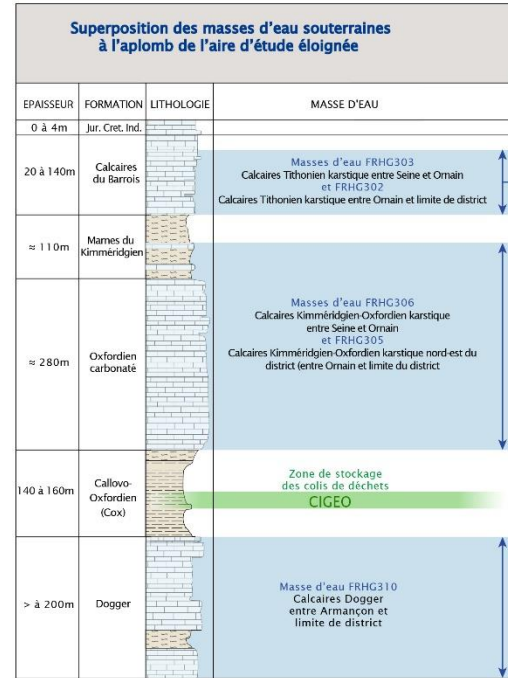 Superposition des masses d'eau souterraines
à l'aplomb de l'aire d'étude éloignée
EPAISSEUR FORMATION LITHOLOGIE MASSE D'EAU
0 à 4m Jur. Cret. Ind.
20 à 140m
Calcaires
du Barrois
Masses d'eau FRHG303
Calcaires Tithonien karstique entre Seine et Ornain
et FRHG302
Calcaires Tithonien karstique entre Ornain et limite de district
≈ 110m
Marnes du
Kimméridgien
≈ 280m
Oxfordien
carbonaté
Masses d'eau FRHG306
Calcaires Kimméridgien-Oxfordien karstique
entre Seine et Ornain
et FRHG305
Calcaires Kimméridgien-Oxfordien karstique nord-est du
district (entre Ornain et limite du district
140 à 160m
Callovo-
Oxfordien
(Cox)
Zone de stockage
des colis de déchets
CIGEO
> à 200m
Dogger
Masse d'eau FRHG310
Calcaires Dogger
entre Armançon et
limite de district